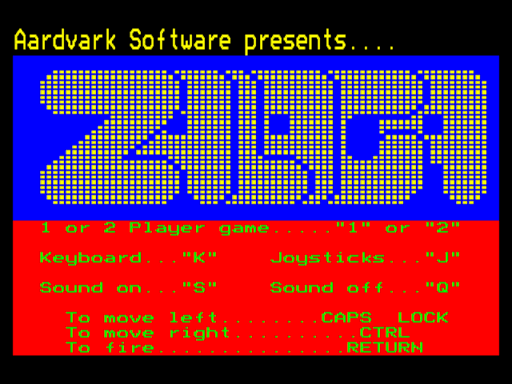 Aardvark Software presents....
ZALAGA
1 or 2 Player game....."1" or "2"
Keyboard..."K"    Joysticks..."J"
Sound on..."S"    Sound off..."Q"
To move left........CAPS  LOCK
To move right..........CTRL
To fire...............RETURN